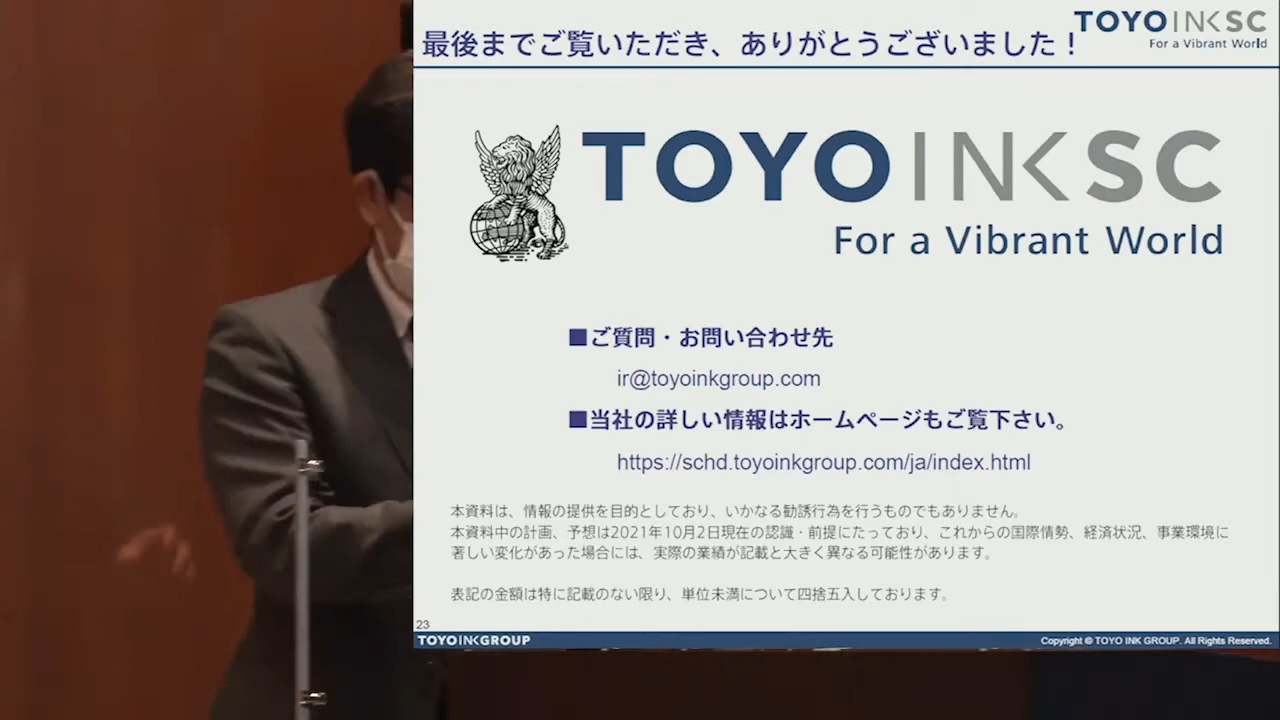 最後までご覧いただき、ありがとうございました！
TOYOINKSC
For a Vibrant World
TOYOINKSC
For a Vibrant World
■ご質問・お問い合わせ先
ir@toyoinkgroup.com
■当社の詳しい情報はホームページもご覧下さい。
https://schd.toyoinkgroup.com/ja/index.html
本資料は、情報の提供を目的としており、いかなる勧誘行為を行うものでもありません。
本資料中の計画、予想は2021年10月2日現在の認識・前提にたっており、これからの国際情勢、経済状況、事業環境に
著しい変化があった場合には、実際の業績が記載と大きく異なる可能性があります。
表記の金額は特に記載のない限り、単位未満について四捨五入しております。
23
TOYOINKGROUP
Copyright © TOYO INK GROUP. All Rights Reserved.